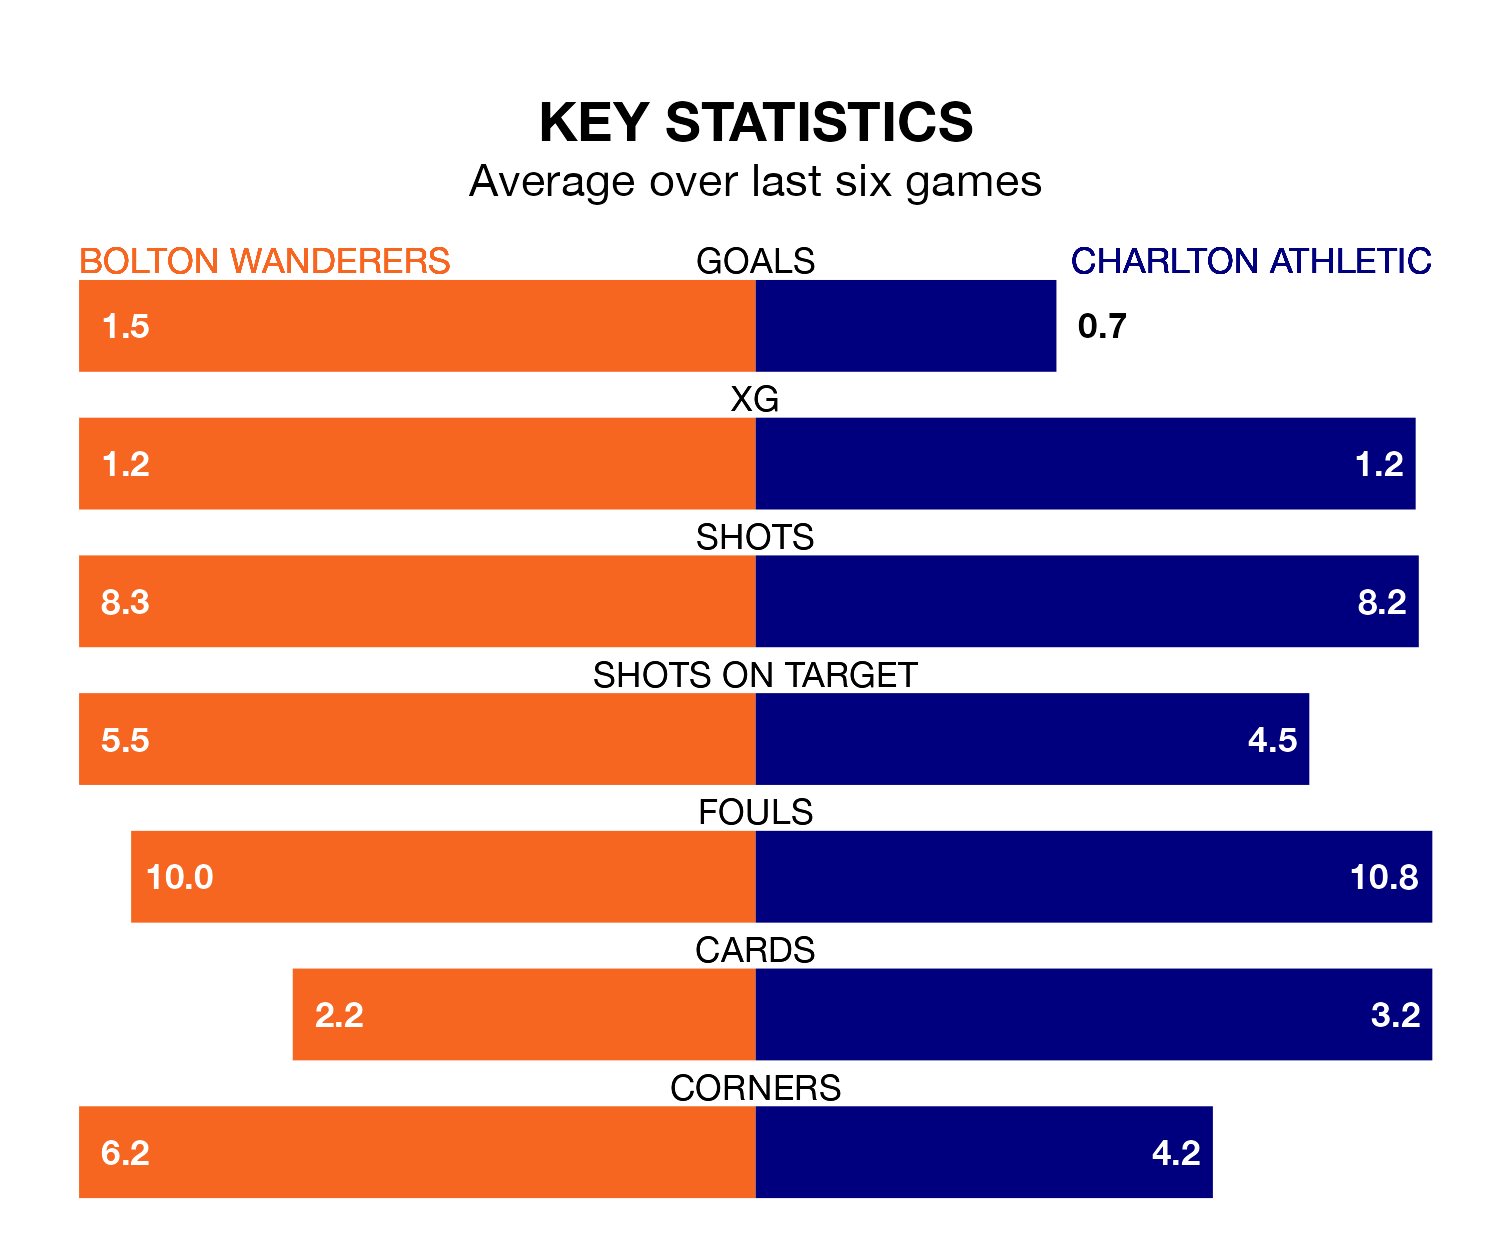 KEY STATISTICS
Average over last six games
BOLTON WANDERERS GOALS CHARLTON ATHLETIC
1.5 0.7
XG
1.2 1.2
SHOTS
8.3 8.2
SHOTS ON TARGET
5.5 4.5
FOULS
10.0 10.8
CARDS
2.2 3.2
CORNERS
6.2 4.2